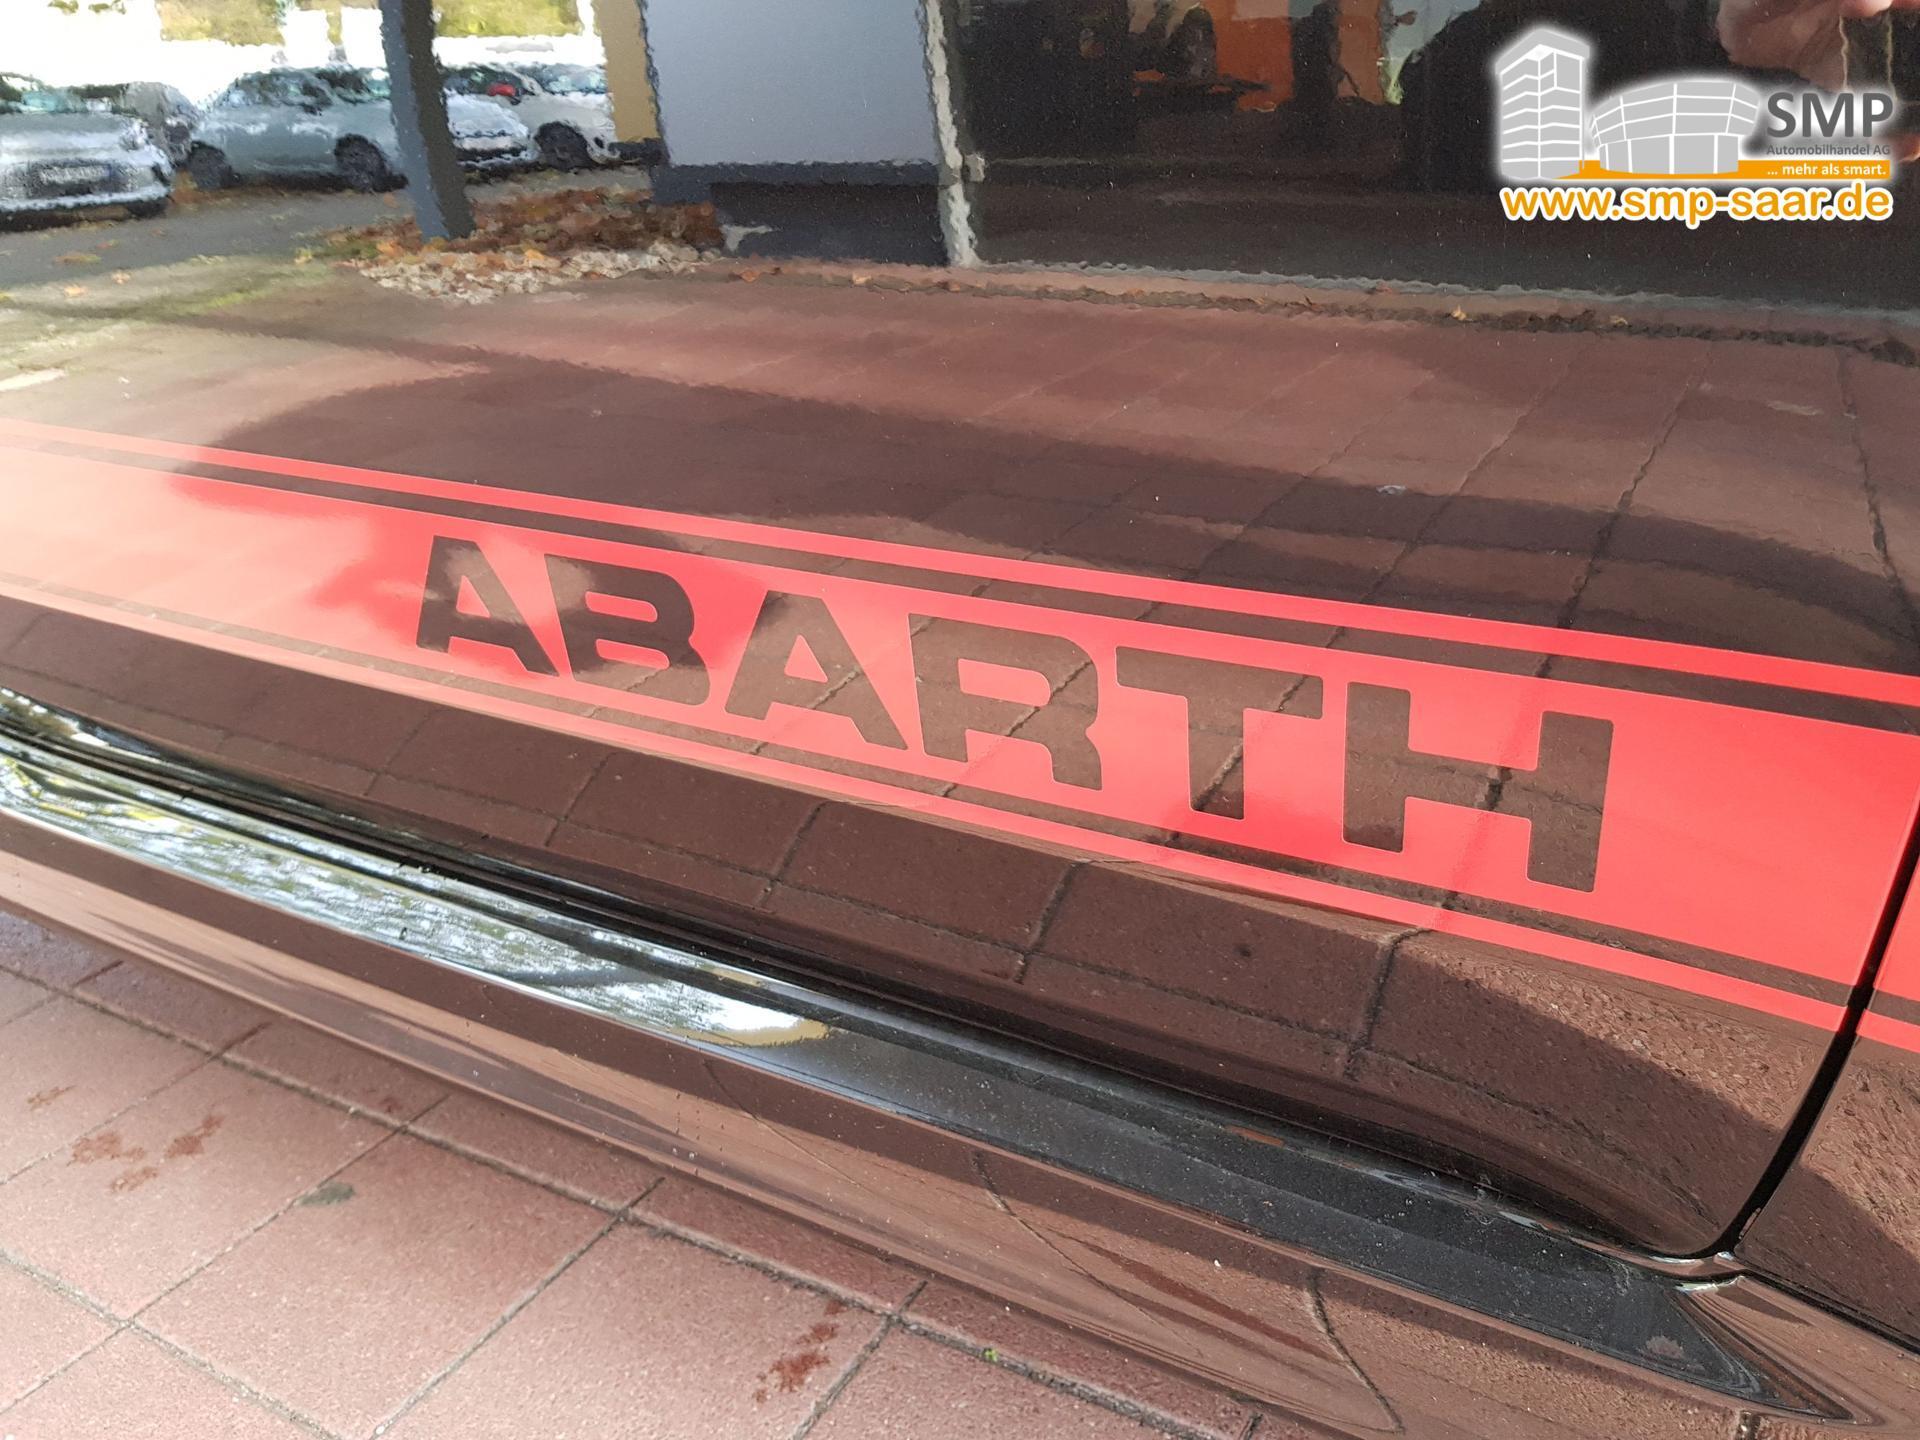 SMP
Automobilhandel AG
... mehr als smart.
www.smp-saar.de
ABARTH